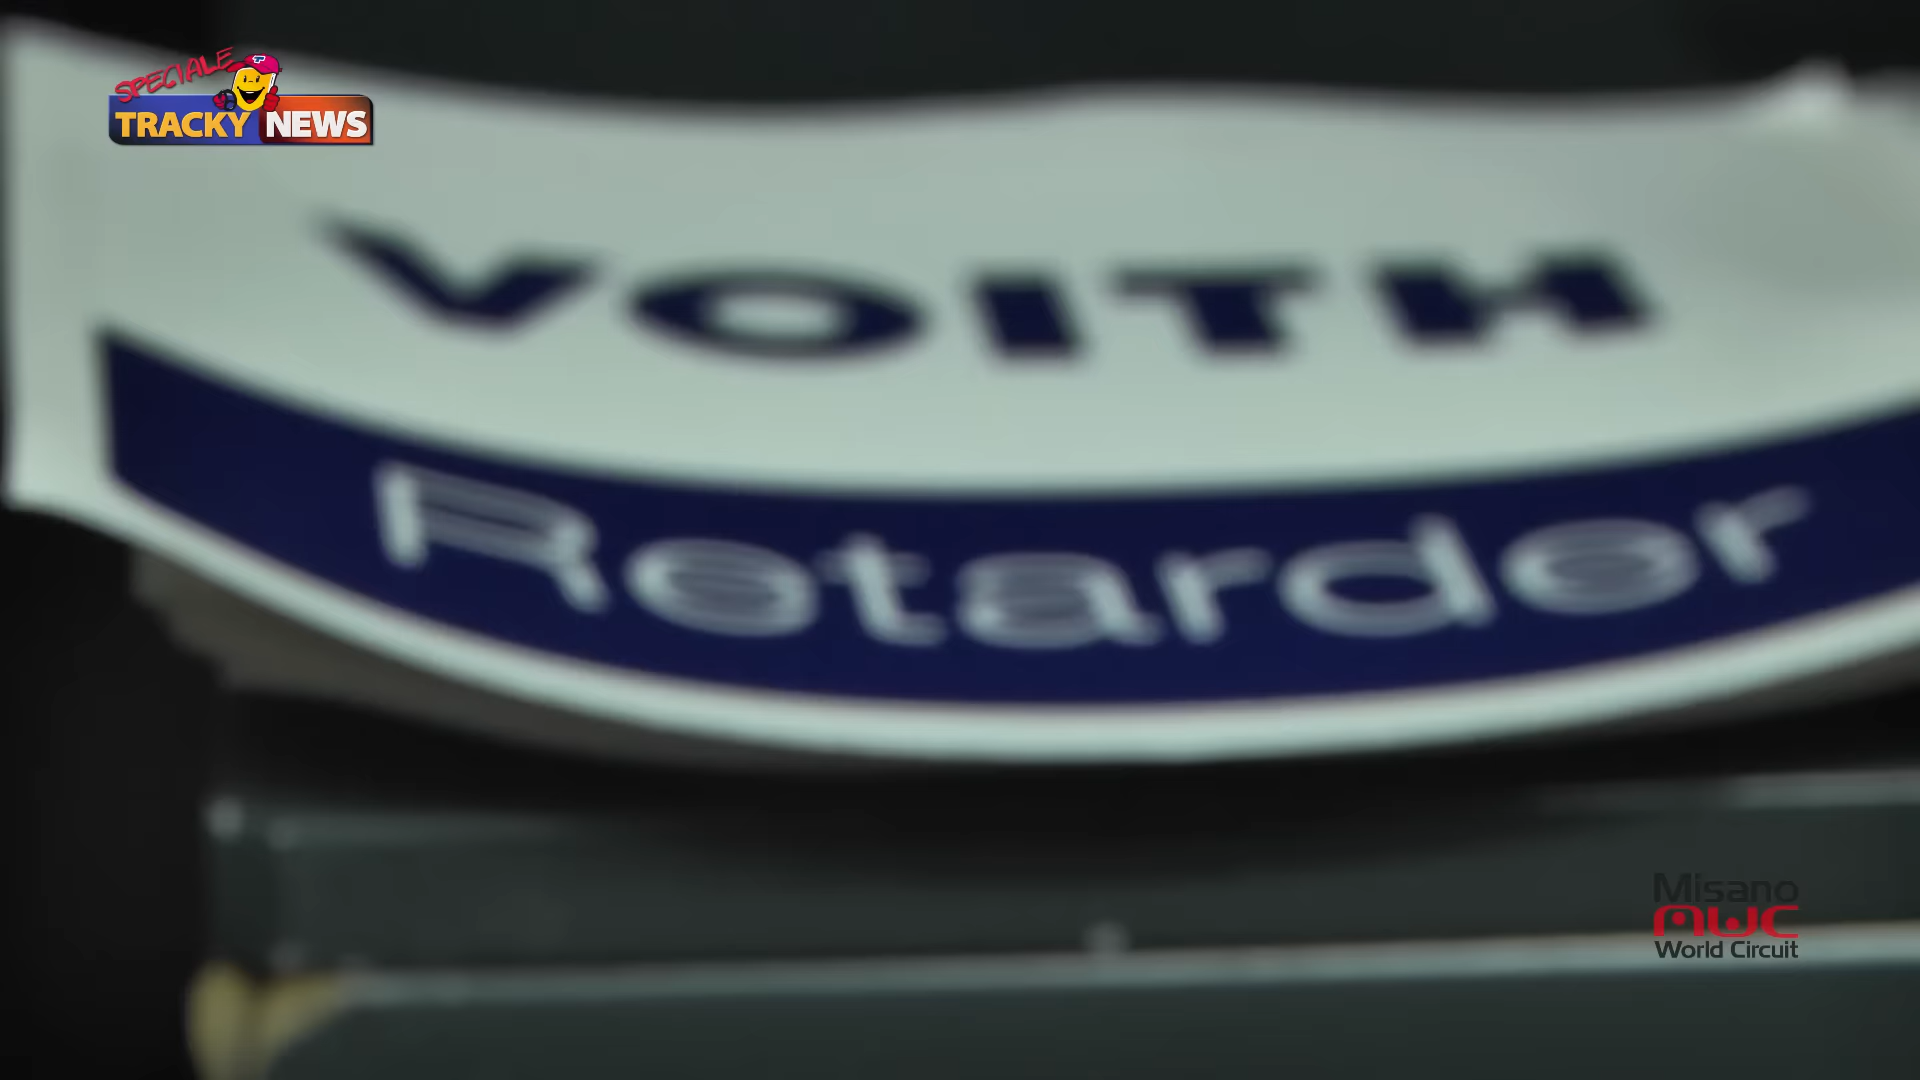 SPECIALE
TRACKY NEWS
VOITH
Retarder
Misano
MWC
World Circuit